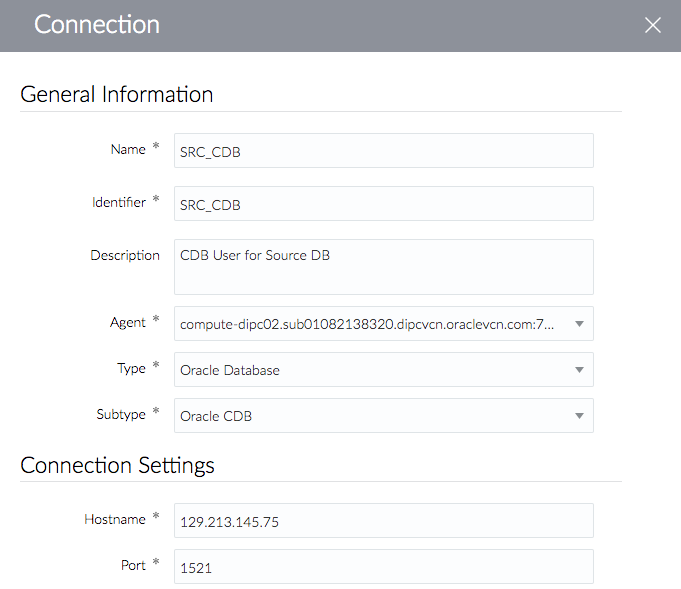 Connection
General Information
Name * SRC_CDB
Identifier * SRC_CDB
Description CDB User for Source DB
Agent * compute-dipc02.sub01082138320.dipcvcn.oraclevcn.com:7...
Type * Oracle Database
Subtype * Oracle CDB
Connection Settings
Hostname * 129.213.145.75
Port * 1521